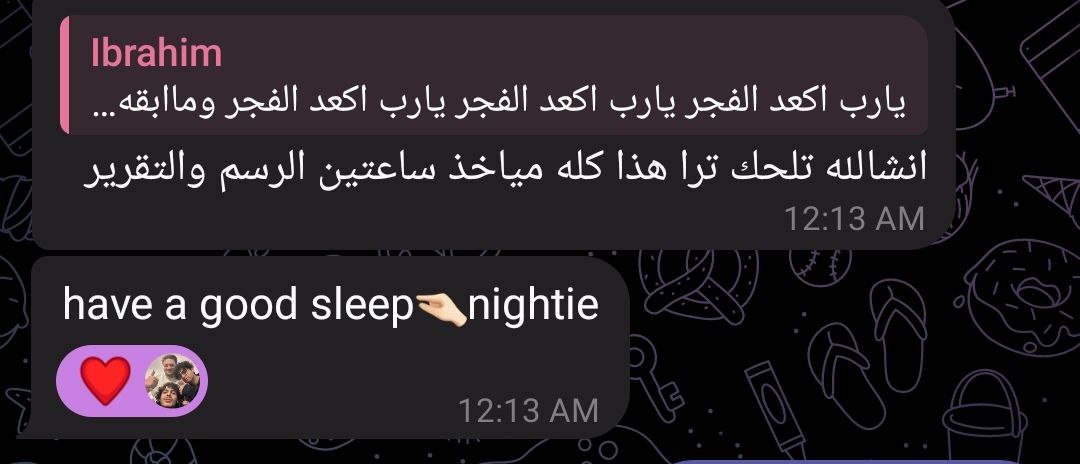 Ibrahim
يارب اكعد الفجر يارب اكعد الفجر يارب اكعد الفجر وماابقه...
انشالله تلحك ترا هذا كله مياخذ ساعتين الرسم والتقرير
12:13 AM
have a good sleep🫳🏻nightie
12:13 AM